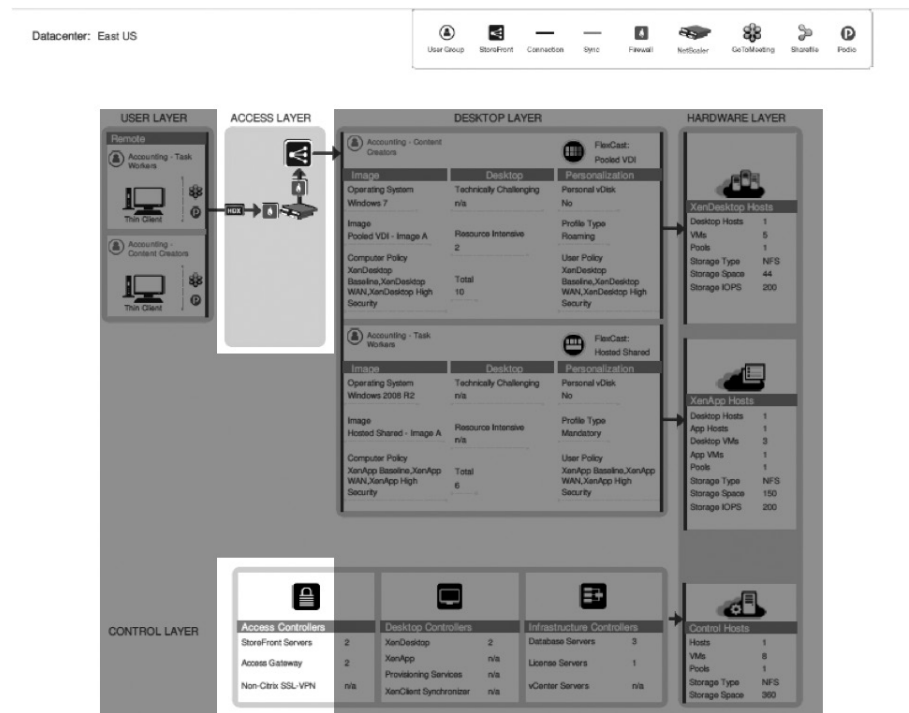 Datacenter: East US
User Group StoreFront Connection Sync Firewall NetScaler GoToMeeting Sharefile Podio
USER LAYER
Remote
Accounting - Task
Workers
Thin Client
Accounting -
Content Creators
Thin Client
ACCESS LAYER
HDX
DESKTOP LAYER
Accounting - Content
Creators
FlexCast:
Pooled VDI
Image
Operating System
Windows 7
Image
Pooled VDI - Image A
Computer Policy
XenDesktop
Baseline,XenDesktop
WAN,XenDesktop High
Security
Desktop
Technically Challenging
n/a
Resource Intensive
2
Total
10
Personalization
Personal vDisk
No
Profile Type
Roaming
User Policy
XenDesktop
Baseline,XenDesktop
WAN,XenDesktop High
Security
Accounting - Task
Workers
FlexCast:
Hosted Shared
Image
Operating System
Windows 2008 R2
Image
Hosted Shared - Image A
Computer Policy
XenApp Baseline,XenApp
WAN,XenApp High
Security
Desktop
Technically Challenging
n/a
Resource Intensive
n/a
Total
6
Personalization
Personal vDisk
No
Profile Type
Mandatory
User Policy
XenApp Baseline,XenApp
WAN,XenApp High
Security
HARDWARE LAYER
XenDesktop Hosts
Desktop Hosts 1
VMs 5
Pools 1
Storage Type NFS
Storage Space 44
Storage IOPS 200
XenApp Hosts
Desktop Hosts 1
App Hosts 1
Desktop VMs 3
App VMs 1
Pools 1
Storage Type NFS
Storage Space 150
Storage IOPS 200
CONTROL LAYER
Access Controllers
StoreFront Servers 2
Access Gateway 2
Non-Citrix SSL-VPN n/a
Desktop Controllers
XenDesktop 2
XenApp n/a
Provisioning Services
XenClient Synchronizer n/a
Infrastructure Controllers
Database Servers 3
License Servers 1
vCenter Servers n/a
Control Hosts
Hosts 1
VMs 8
Pools 1
Storage Type NFS
Storage Space 360